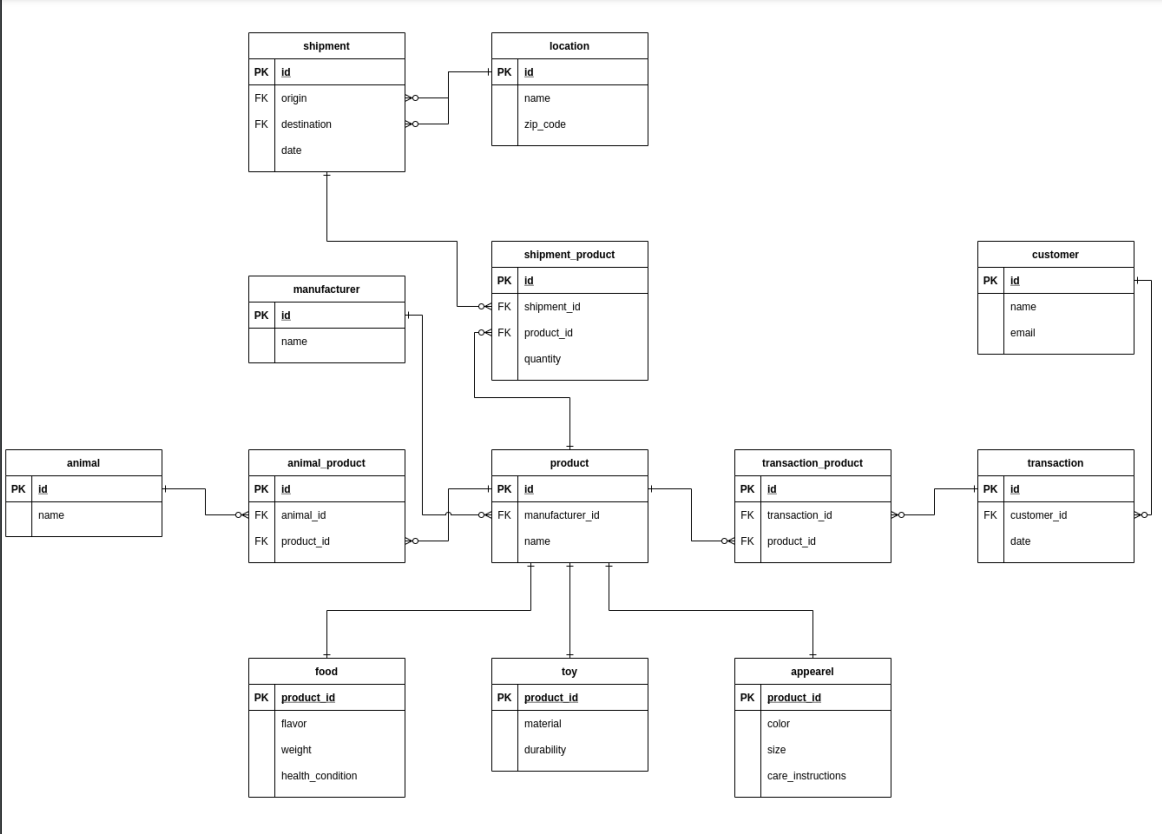 shipment
PK id
FK origin
FK destination
date
location
PK id
name
zip_code
shipment_product
PK id
FK shipment_id
FK product_id
quantity
customer
PK id
name
email
manufacturer
PK id
name
animal
PK id
name
animal_product
PK id
FK animal_id
FK product_id
product
PK id
FK manufacturer_id
name
transaction_product
PK id
FK transaction_id
FK product_id
transaction
PK id
FK customer_id
date
food
PK product_id
flavor
weight
health_condition
toy
PK product_id
material
durability
appearel
PK product_id
color
size
care_instructions